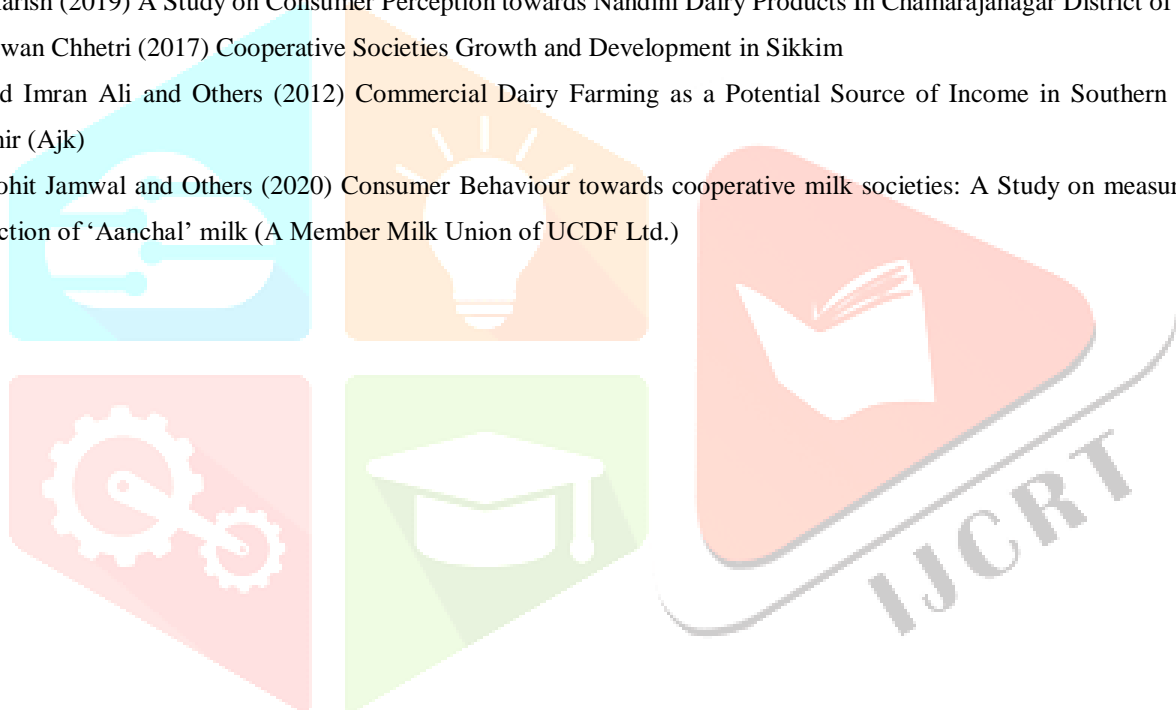 arish (2019) A Study on Consumer Perception towards Nandini Dairy Products In Chamarajanagar District of
wan Chhetri (2017) Cooperative Societies Growth and Development in Sikkim
d Imran Ali and Others (2012) Commercial Dairy Farming as a Potential Source of Income in Southern
ir (Ajk)
ohit Jamwal and Others (2020) Consumer Behaviour towards cooperative milk societies: A Study on measu
ction of ‘Aanchal’ milk (A Member Milk Union of UCDF Ltd.)
IJCRT